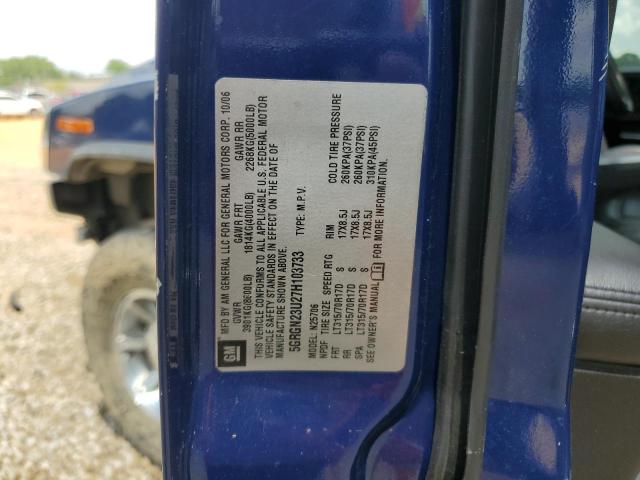 MFD BY AM GENERAL LLC FOR GENERAL MOTORS CORP. 10/06
GVWR GAWR FRT GAWR RR
3901KG(8600LB) 1814KG(4000LB) 2268KG(5000LB)
THIS VEHICLE CONFORMS TO ALL APPLICABLE U.S. FEDERAL MOTOR
VEHICLE SAFETY STANDARDS IN EFFECT ON THE DATE OF
MANUFACTURE SHOWN ABOVE.
5GRGN23U27H103733 TYPE: M.P.V.
MODEL: N25706
NPDF TIRE SIZE SPEED RTG RIM COLD TIRE PRESSURE
FRT LT315/70R17D S 17X8.5J 260KPA(37PSI)
RR LT315/70R17D S 17X8.5J 260KPA(37PSI)
SPA LT315/70R17D S 17X8.5J 310KPA(45PSI)
SEE OWNER'S MANUAL FOR MORE INFORMATION.
GM